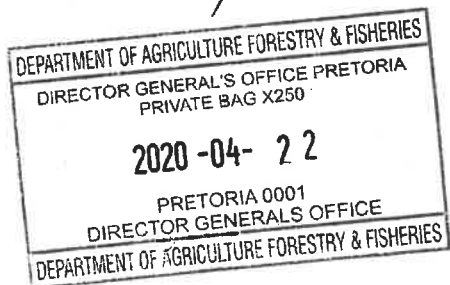 DEPARTMENT OF AGRICULTURE FORESTRY & FISHERIES
DIRECTOR GENERAL'S OFFICE PRETORIA
PRIVATE BAG X250
2020 -04- 22
PRETORIA 0001
DIRECTOR GENERALS OFFICE
DEPARTMENT OF AGRICULTURE FORESTRY & FISHERIES